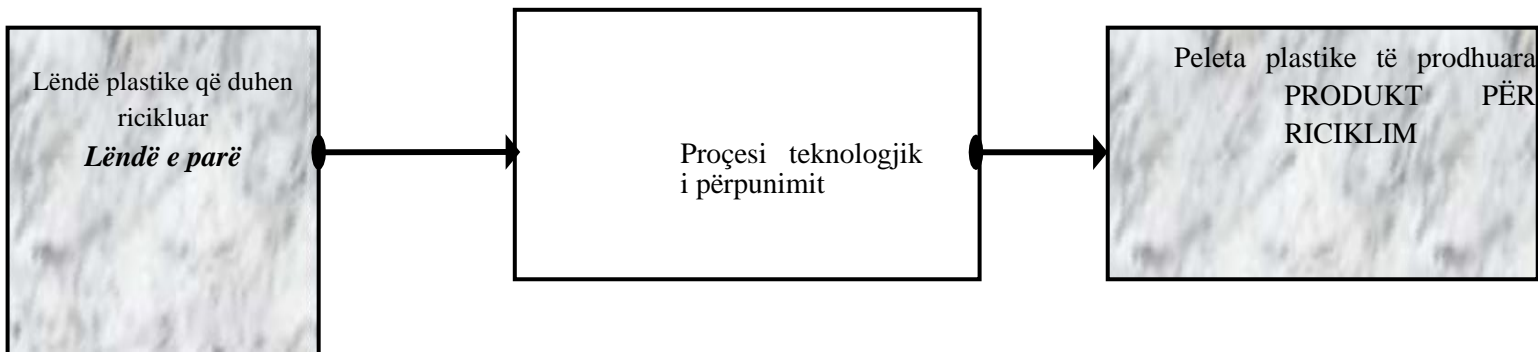 Lëndë plastike që duhen
ricikluar
Lëndë e parë
Proçesi teknologjik
i përpunimit
Peleta plastike të prodhuara
PRODUKT PËR
RICIKLIM